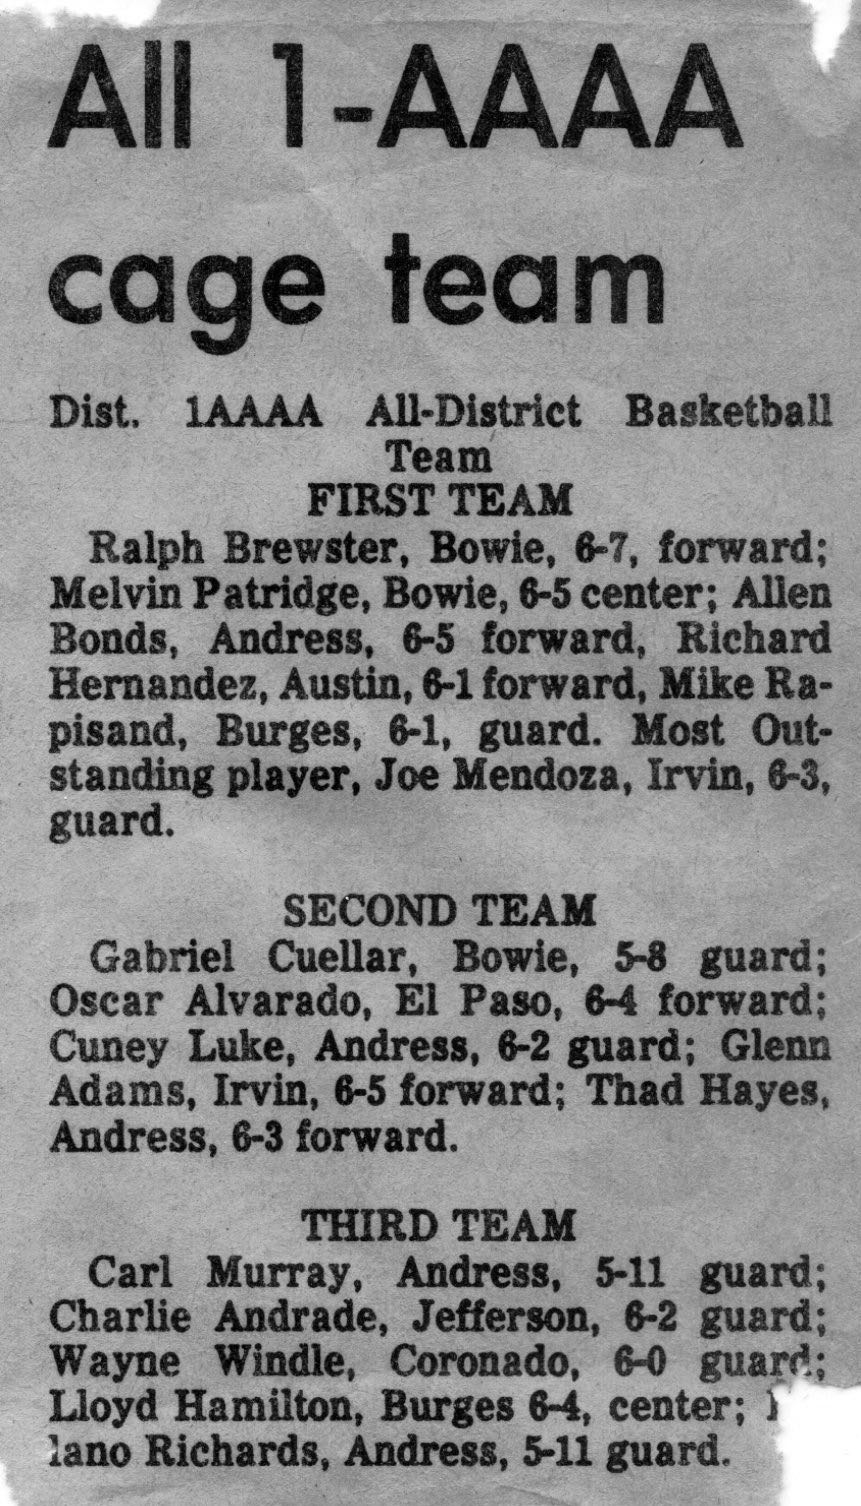 All 1-AAAA
cage team
Dist. 1AAAA All-District Basketball
Team
FIRST TEAM
Ralph Brewster, Bowie, 6-7, forward;
Melvin Patridge, Bowie, 6-5 center; Allen
Bonds, Andress, 6-5 forward, Richard
Hernandez, Austin, 6-1 forward, Mike Ra-
pisand, Burges, 6-1, guard. Most Out-
standing player, Joe Mendoza, Irvin, 6-3,
guard.
SECOND TEAM
Gabriel Cuellar, Bowie, 5-8 guard;
Oscar Alvarado, El Paso, 6-4 forward;
Cuney Luke, Andress, 6-2 guard; Glenn
Adams, Irvin, 6-5 forward; Thad Hayes,
Andress, 6-3 forward.
THIRD TEAM
Carl Murray, Andress, 5-11 guard;
Charlie Andrade, Jefferson, 6-2 guard;
Wayne Windle, Coronado, 6-0 guard;
Lloyd Hamilton, Burges 6-4, center;
Richards, Andress, 5-11 guard.